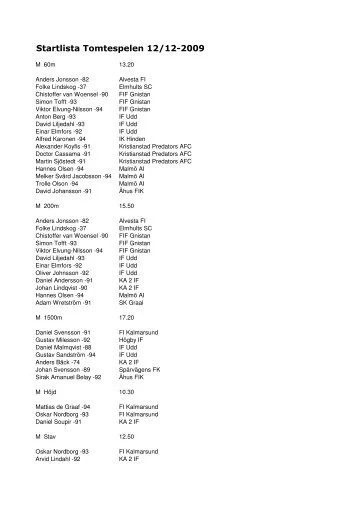 Startlista Tomtespelen 12/12-2009
M 60m 13.20
Anders Jonsson -82 Alvesta FI
Folke Lindskog -37 Elmhults SC
Chistoffer van Woensel -90 FIF Gnistan
Simon Tofft -93 FIF Gnistan
Viktor Elvung-Nilsson -94 FIF Gnistan
Anton Berg -93 IF Udd
David Liljedahl -93 IF Udd
Einar Elmfors -92 IF Udd
Alfred Karonen -94 IK Hinden
Alexander Koyfis -91 Kristianstad Predators AFC
Doctor Cassama -91 Kristianstad Predators AFC
Martin Sjöstedt -91 Kristianstad Predators AFC
Hannes Olsen -94 Malmö AI
Melker Svärd Jacobsson -94 Malmö AI
Trolle Olson -94 Malmö AI
David Johansson -91 Åhus FIK
M 200m 15.50
Anders Jonsson -82 Alvesta FI
Folke Lindskog -37 Elmhults SC
Chistoffer van Woensel -90 FIF Gnistan
Simon Tofft -93 FIF Gnistan
Viktor Elvung-Nilsson -94 FIF Gnistan
David Liljedahl -93 IF Udd
Einar Elmfors -92 IF Udd
Oliver Johnsson -92 IF Udd
Daniel Andersson -91 KA 2 IF
Johan Lindqvist -90 KA 2 IF
Hannes Olsen -94 Malmö AI
Adam Wretström -91 SK Graal
M 1500m 17.20
Daniel Svensson -91 FI Kalmarsund
Gustav Milesson -92 Högby IF
Daniel Malmqvist -88 IF Udd
Gustav Sandström -94 IF Udd
Anders Bäck -74 KA 2 IF
Johan Svensson -89 Spårvägens FK
Sirak Amanuel Belay -92 Åhus FIK
M Höjd 10.30
Mattias de Graaf -94 FI Kalmarsund
Oskar Nordborg -93 FI Kalmarsund
Daniel Soupir -91 KA 2 IF
M Stav 12.50
Oskar Nordborg -93 FI Kalmarsund
Arvid Lindahl -92 KA 2 IF